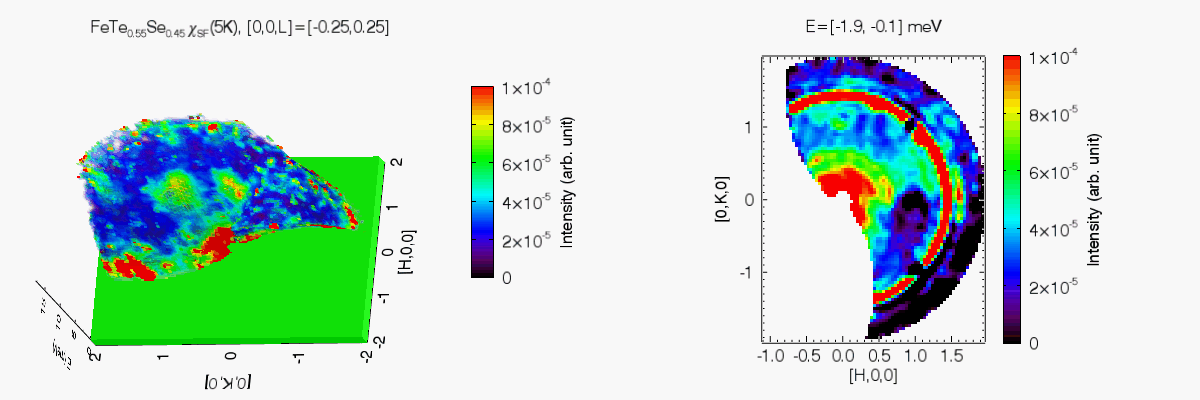 FeTe₀.₅₅Se₀.₄₅ χSF(5K), [0,0,L]=[-0.25,0.25]
1×10⁻⁴
8×10⁻⁵
6×10⁻⁵
4×10⁻⁵
2×10⁻⁵
0
Intensity (arb. unit)
2
1
0
-1
-2
[H,0,0]
2
1
0
-1
-2
[0,K,0]
E=[-1.9, -0.1] meV
1
0
-1
[0,K,0]
-1.0 -0.5 0.0 0.5 1.0 1.5
[H,0,0]
1×10⁻⁴
8×10⁻⁵
6×10⁻⁵
4×10⁻⁵
2×10⁻⁵
0
Intensity (arb. unit)